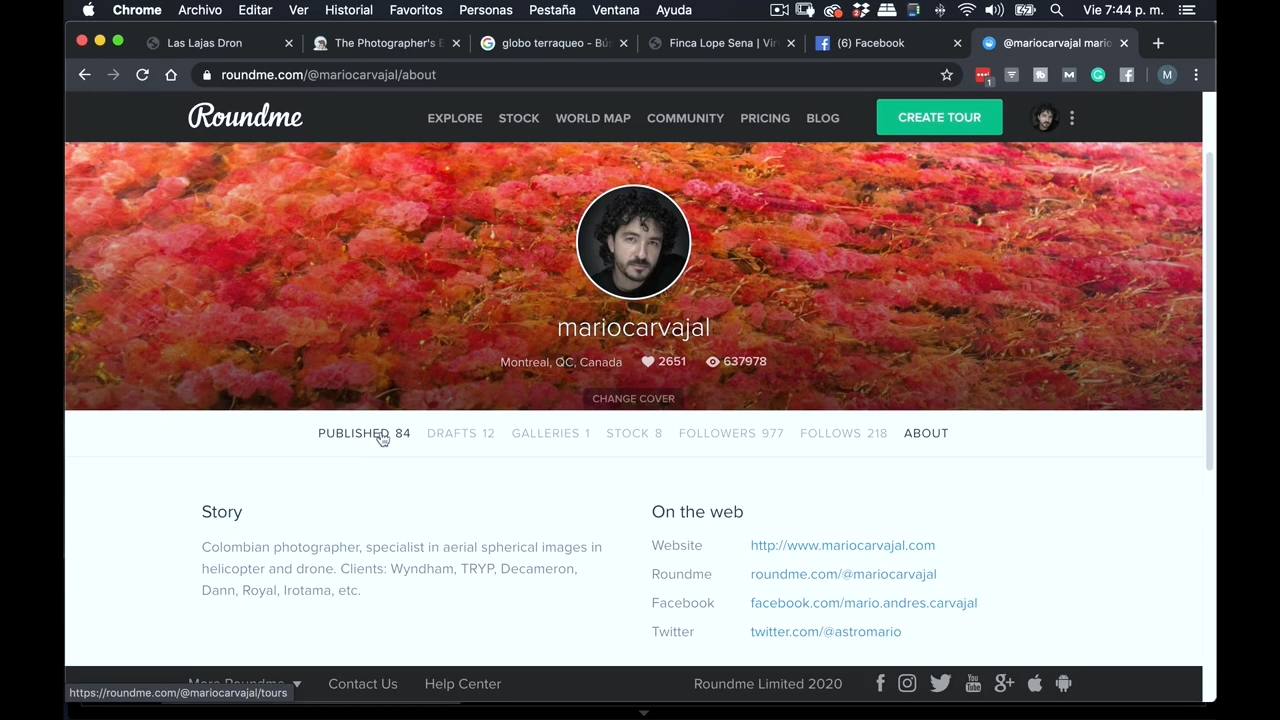 Chrome Archivo Editar Ver Historial Favoritos Personas Pestaña Ventana Ayuda Vie 7:44 p. m.
Las Lajas Dron The Photographer's E globo terraqueo - Bús Finca Lope Sena | Vir (6) Facebook @mariocarvajal mario
roundme.com/@mariocarvajal/about 1 M
Roundme EXPLORE STOCK WORLD MAP COMMUNITY PRICING BLOG CREATE TOUR
mariocarvajal
Montreal, QC, Canada 2651 637978
CHANGE COVER
PUBLISHED 84 DRAFTS 12 GALLERIES 1 STOCK 8 FOLLOWERS 977 FOLLOWS 218 ABOUT
Story
Colombian photographer, specialist in aerial spherical images in
helicopter and drone. Clients: Wyndham, TRYP, Decameron,
Dann, Royal, Irotama, etc.
On the web
Website http://www.mariocarvajal.com
Roundme roundme.com/@mariocarvajal
Facebook facebook.com/mario.andres.carvajal
Twitter twitter.com/@astromario
More Roundme Contact Us Help Center Roundme Limited 2020
https://roundme.com/@mariocarvajal/tours